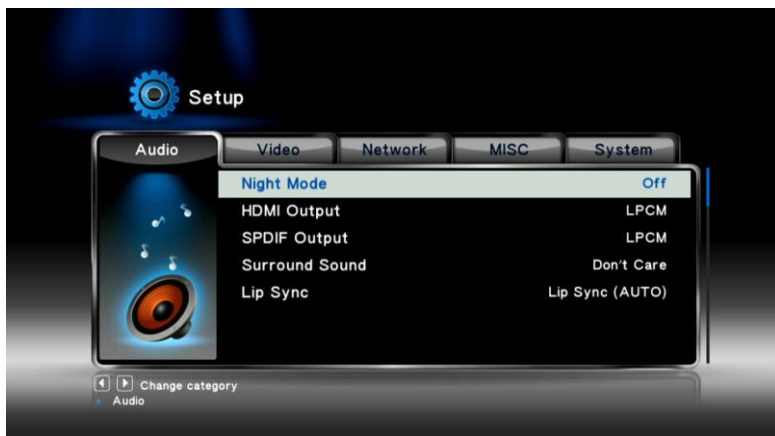 Setup
Audio Video Network MISC System
Night Mode Off
HDMI Output LPCM
SPDIF Output LPCM
Surround Sound Don't Care
Lip Sync Lip Sync (AUTO)
Change category
Audio